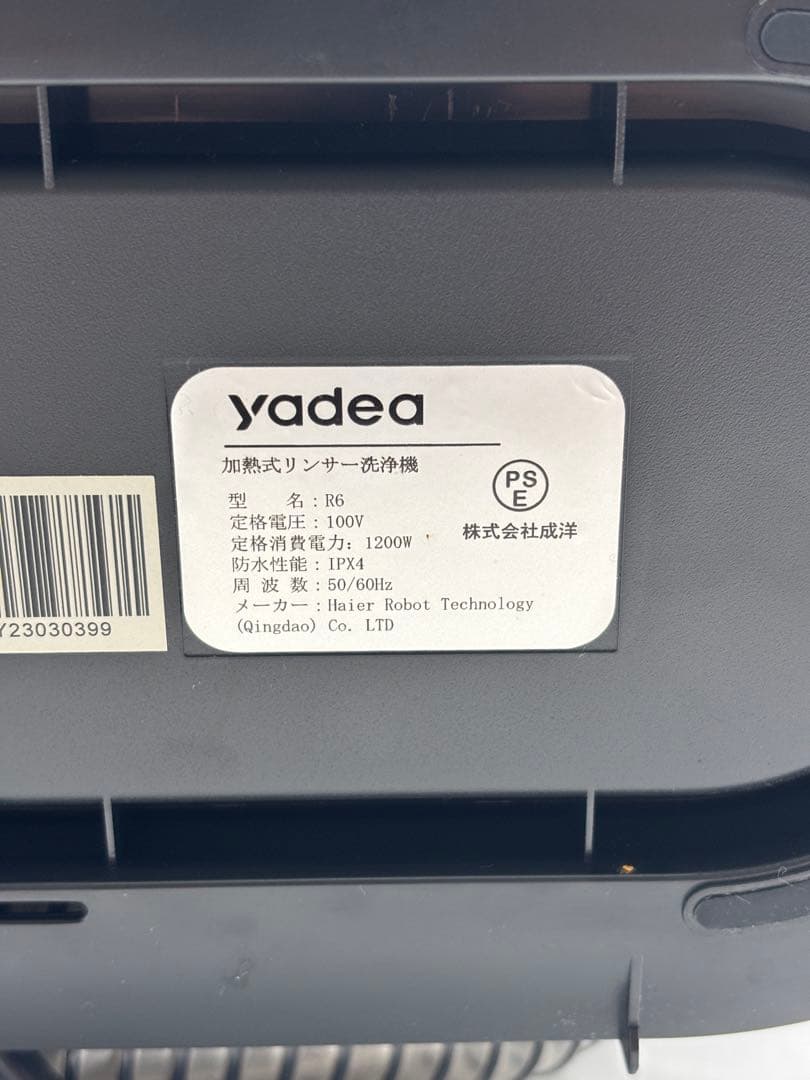 yadea
加熱式リンサー洗浄機
型 名：R6
定格電圧：100V
定格消費電力：1200W
防水性能：IPX4
周 波 数：50/60Hz
メーカー：Haier Robot Technology
(Qingdao) Co. LTD
PS
E
株式会社成洋
Y23030399